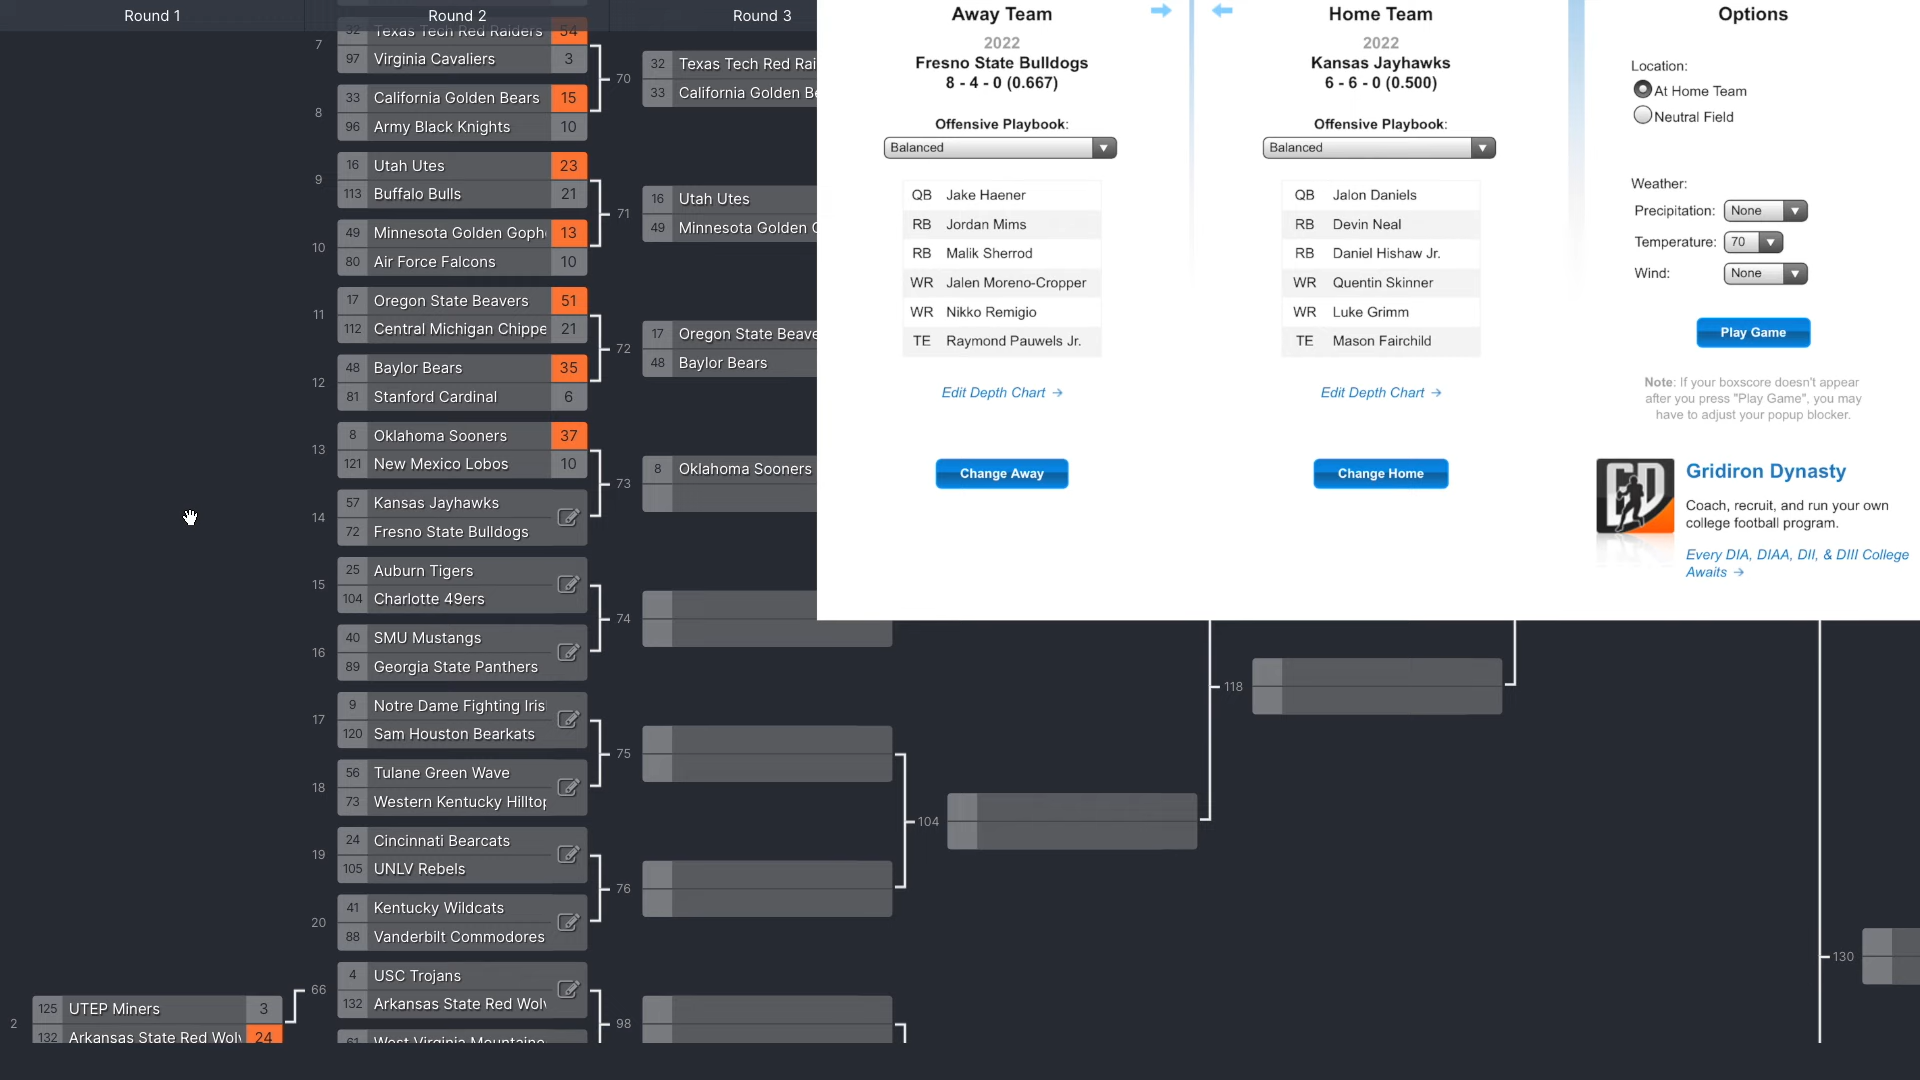 Round 1
Round 2
Round 3
7
32 Texas Tech Red Raiders 54
97 Virginia Cavaliers 3
8
33 California Golden Bears 15
96 Army Black Knights 10
9
16 Utah Utes 23
113 Buffalo Bulls 21
10
49 Minnesota Golden Goph 13
80 Air Force Falcons 10
11
17 Oregon State Beavers 51
112 Central Michigan Chippe 21
12
48 Baylor Bears 35
81 Stanford Cardinal 6
13
8 Oklahoma Sooners 37
121 New Mexico Lobos 10
14
57 Kansas Jayhawks
72 Fresno State Bulldogs
15
25 Auburn Tigers
104 Charlotte 49ers
16
40 SMU Mustangs
89 Georgia State Panthers
17
9 Notre Dame Fighting Iris
120 Sam Houston Bearkats
18
56 Tulane Green Wave
73 Western Kentucky Hilltop
19
24 Cincinnati Bearcats
105 UNLV Rebels
20
41 Kentucky Wildcats
88 Vanderbilt Commodores
66
4 USC Trojans
132 Arkansas State Red Wolv
61 West Virginia Mountaine
2
125 UTEP Miners 3
132 Arkansas State Red Wolv 24
70
32 Texas Tech Red Rai
33 California Golden Be
71
16 Utah Utes
49 Minnesota Golden G
72
17 Oregon State Beave
48 Baylor Bears
73
8 Oklahoma Sooners
74
75
76
98
104
118
130
Away Team
2022
Fresno State Bulldogs
8 - 4 - 0 (0.667)
Offensive Playbook:
Balanced
QB Jake Haener
RB Jordan Mims
RB Malik Sherrod
WR Jalen Moreno-Cropper
WR Nikko Remigio
TE Raymond Pauwels Jr.
Edit Depth Chart →
Change Away
Home Team
2022
Kansas Jayhawks
6 - 6 - 0 (0.500)
Offensive Playbook:
Balanced
QB Jalon Daniels
RB Devin Neal
RB Daniel Hishaw Jr.
WR Quentin Skinner
WR Luke Grimm
TE Mason Fairchild
Edit Depth Chart →
Change Home
Options
Location:
At Home Team
Neutral Field
Weather:
Precipitation: None
Temperature: 70
Wind: None
Play Game
Note: If your boxscore doesn't appear
after you press "Play Game", you may
have to adjust your popup blocker.
GD
Gridiron Dynasty
Coach, recruit, and run your own
college football program.
Every DIA, DIAA, DII, & DIII College
Awaits →